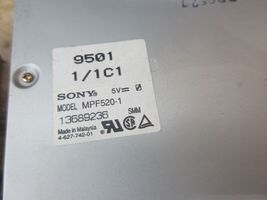 9501
1/1C1
SONY 5V⎓
MODEL MPF520-1
13689236 SMM
Made in Malaysia
4-627-742-01